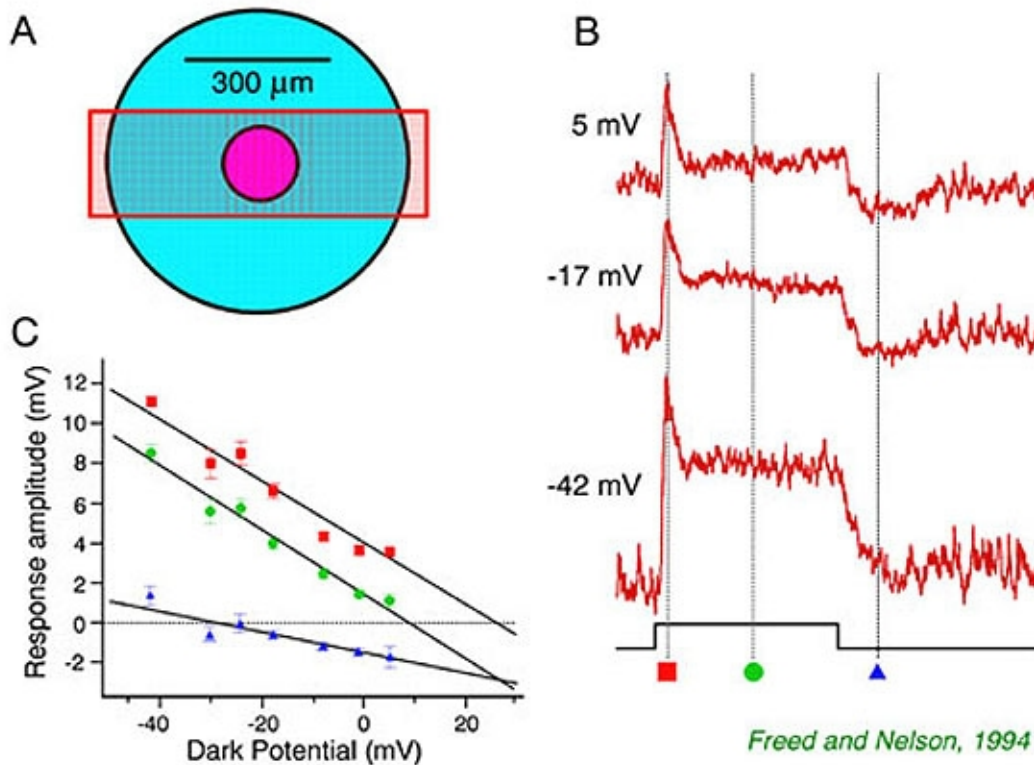 A
300 µm
B
5 mV
-17 mV
-42 mV
C
Response amplitude (mV)
12
10
8
6
4
2
0
-2
-40
-20
0
20
Dark Potential (mV)
Freed and Nelson, 1994